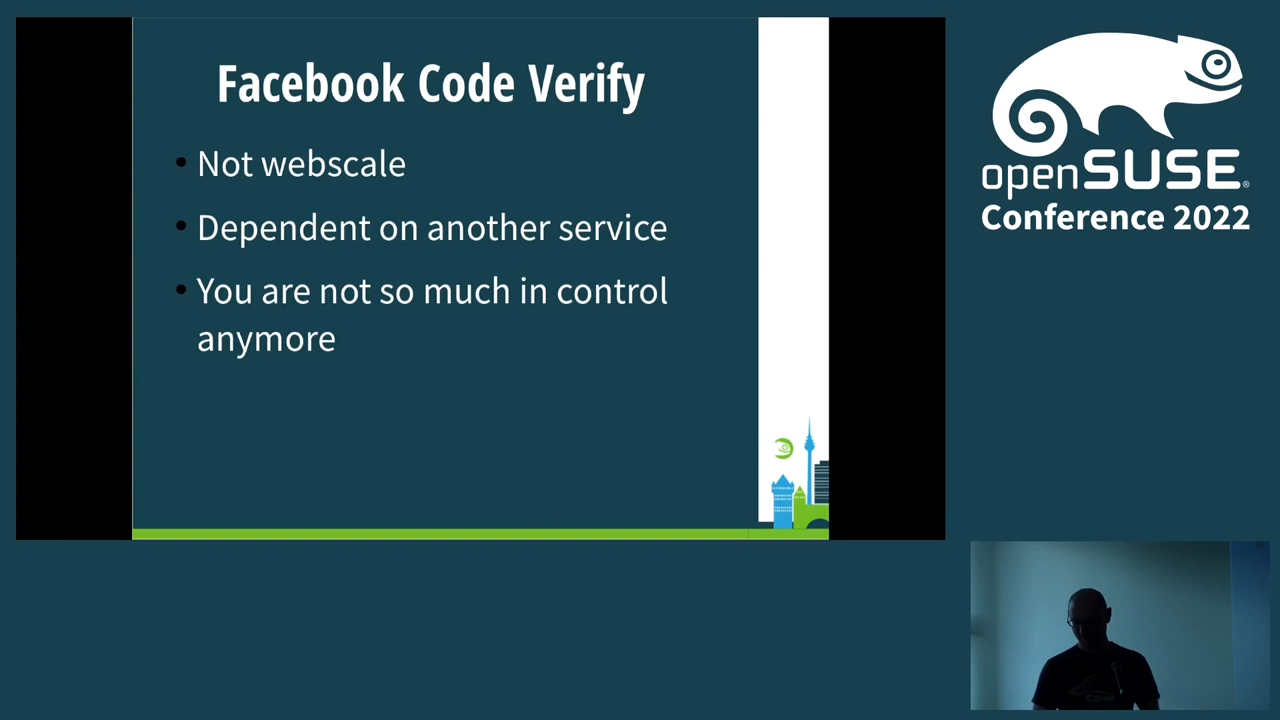 Facebook Code Verify
• Not webscale
• Dependent on another service
• You are not so much in control
anymore
openSUSE®
Conference 2022